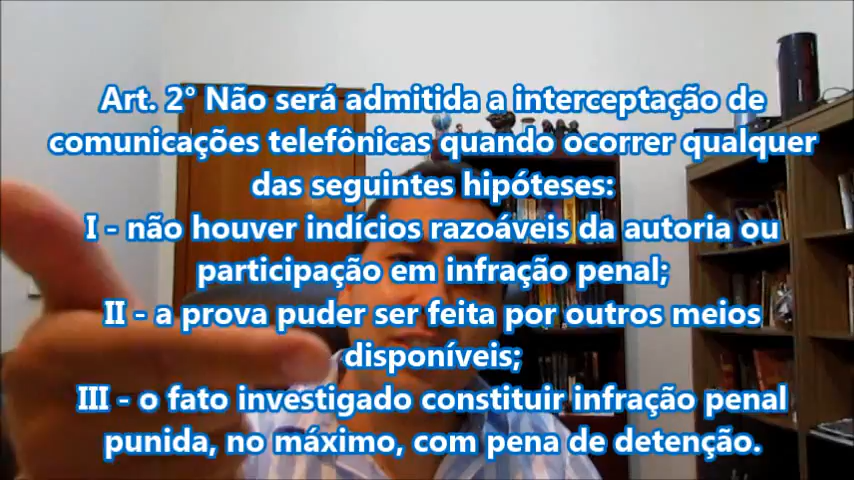 Art. 2° Não será admitida a interceptação de
comunicações telefônicas quando ocorrer qualquer
das seguintes hipóteses:
I - não houver indícios razoáveis da autoria ou
participação em infração penal;
II - a prova puder ser feita por outros meios
disponíveis;
III - o fato investigado constituir infração penal
punida, no máximo, com pena de detenção.